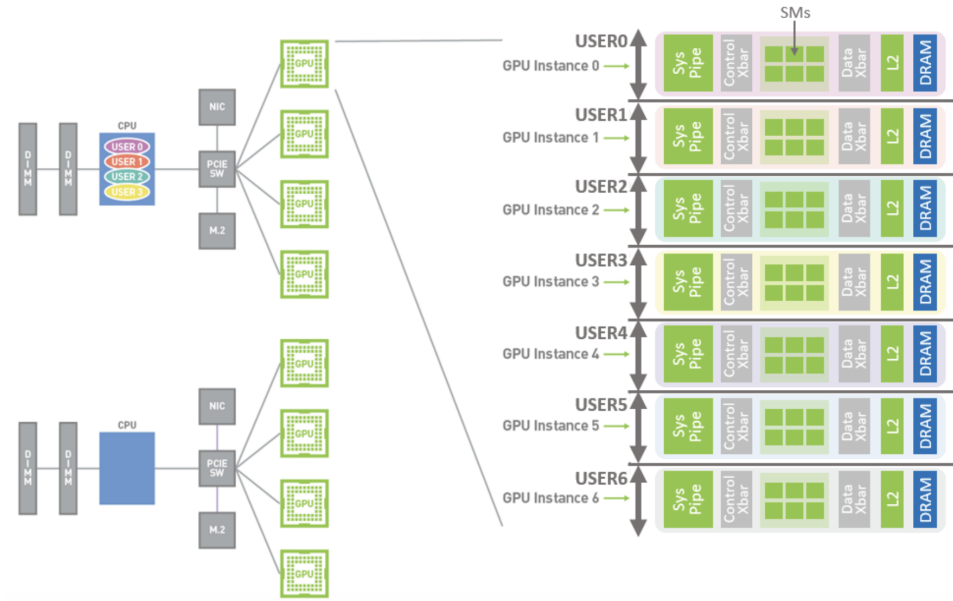 SMs
GPU
NIC
CPU
USER 0
USER 1
USER 2
USER 3
DIMM
DIMM
PCIE
SW
GPU
GPU
M.2
GPU
GPU
NIC
CPU
DIMM
DIMM
PCIE
SW
GPU
GPU
M.2
GPU
USER0
GPU Instance 0
Sys
Pipe
Control
Xbar
Data
Xbar
L2
DRAM
USER1
GPU Instance 1
Sys
Pipe
Control
Xbar
Data
Xbar
L2
DRAM
USER2
GPU Instance 2
Sys
Pipe
Control
Xbar
Data
Xbar
L2
DRAM
USER3
GPU Instance 3
Sys
Pipe
Control
Xbar
Data
Xbar
L2
DRAM
USER4
GPU Instance 4
Sys
Pipe
Control
Xbar
Data
Xbar
L2
DRAM
USER5
GPU Instance 5
Sys
Pipe
Control
Xbar
Data
Xbar
L2
DRAM
USER6
GPU Instance 6
Sys
Pipe
Control
Xbar
Data
Xbar
L2
DRAM